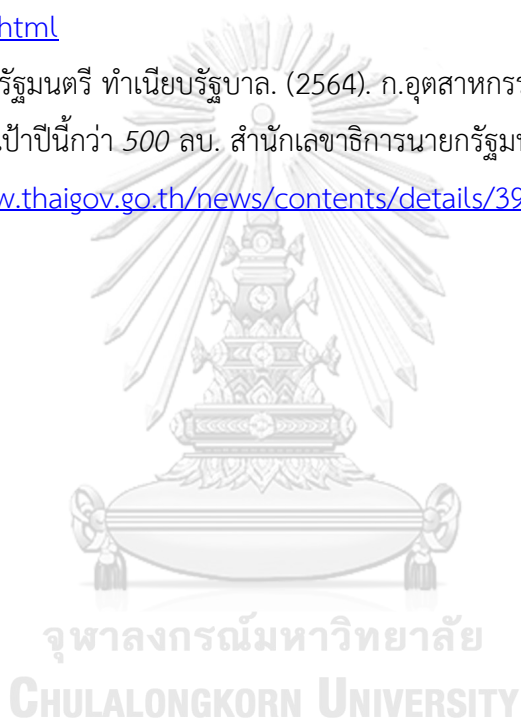 html
รัฐมนตรี ทำเนียบรัฐบาล. (2564). ก.อุตสาหกรร
เป้าปีนี้กว่า 500 ลบ. สำนักเลขาธิการนายกรัฐม
w.thaigov.go.th/news/contents/details/39
จุฬาลงกรณ์มหาวิทยาลัย
CHULALONGKORN UNIVERSITY